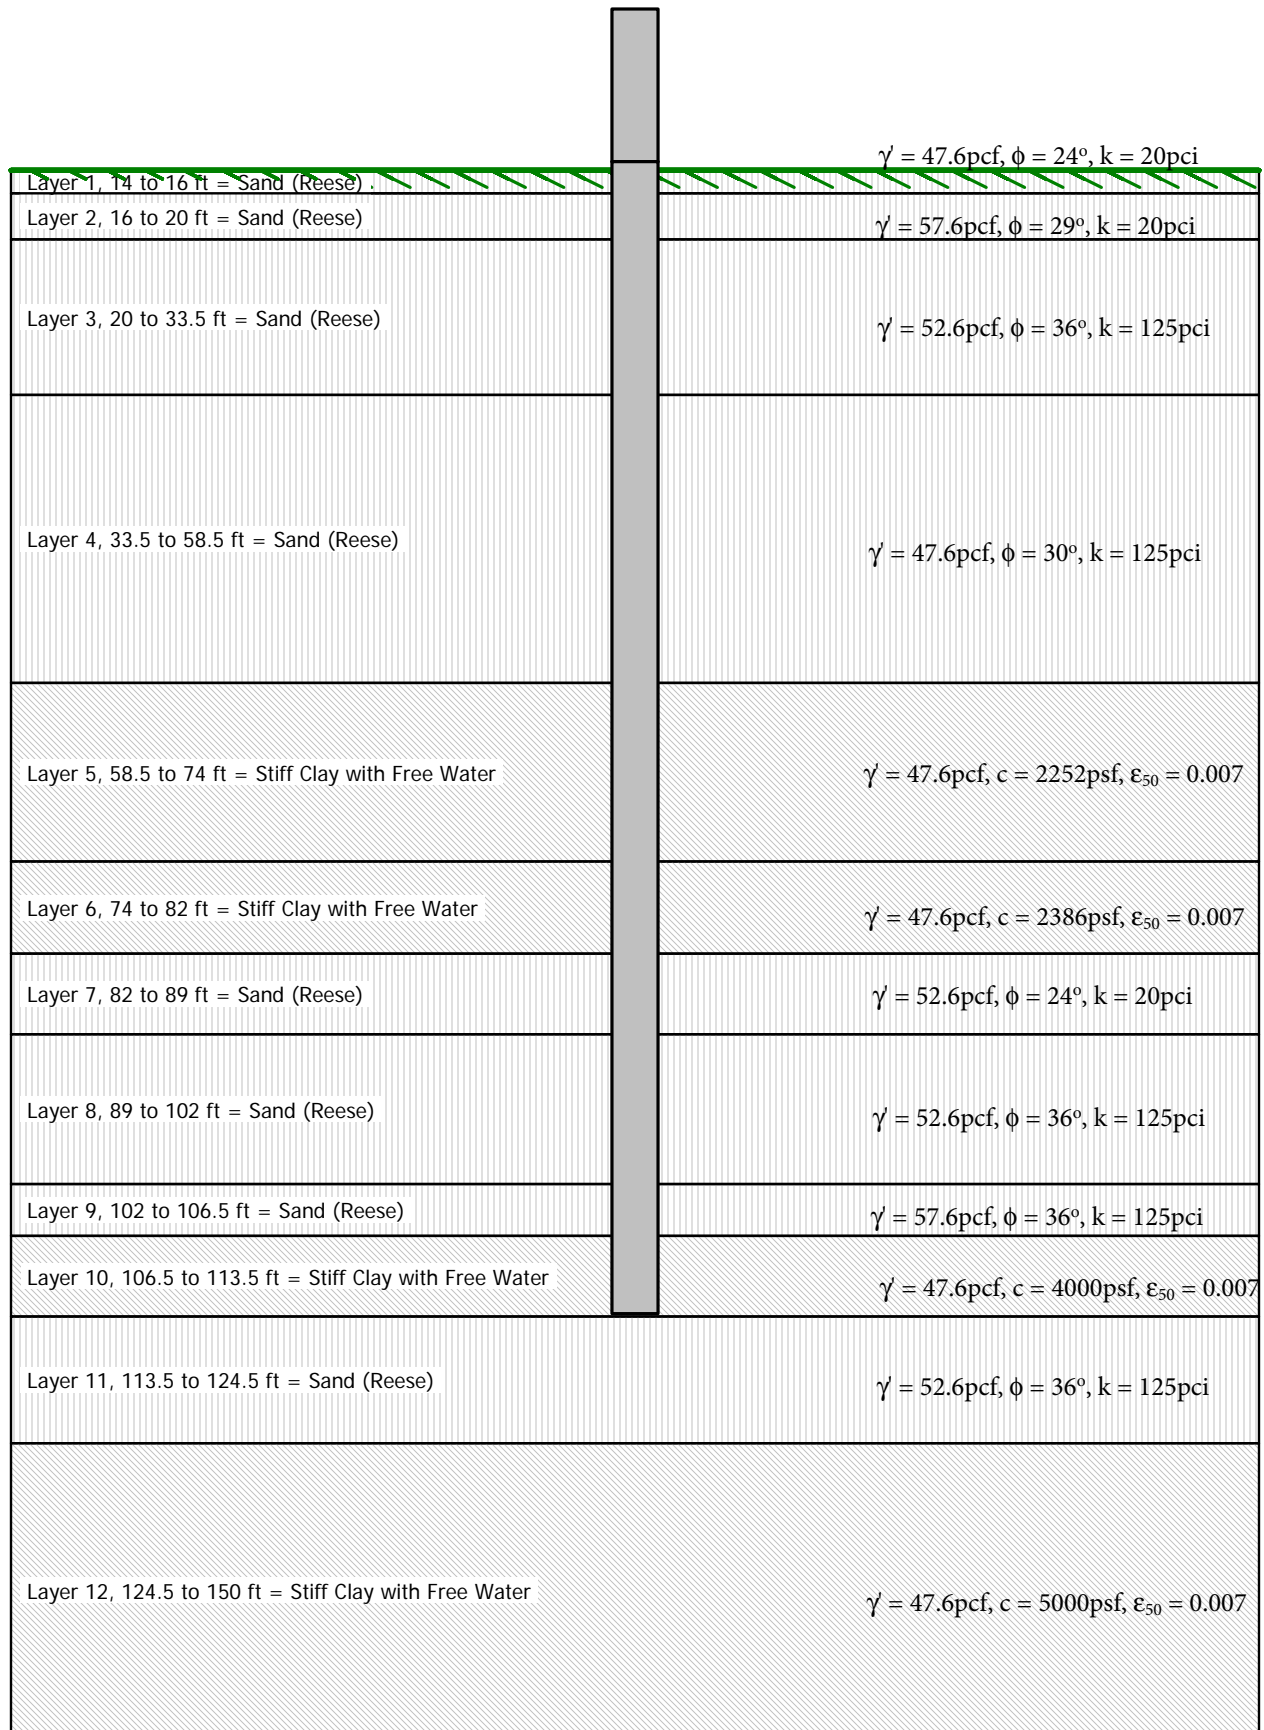 γ' = 47.6pcf, ϕ = 24°, k = 20pci
Layer 1, 14 to 16 ft = Sand (Reese)
Layer 2, 16 to 20 ft = Sand (Reese)
γ' = 57.6pcf, ϕ = 29°, k = 20pci
Layer 3, 20 to 33.5 ft = Sand (Reese)
γ' = 52.6pcf, ϕ = 36°, k = 125pci
Layer 4, 33.5 to 58.5 ft = Sand (Reese)
γ' = 47.6pcf, ϕ = 30°, k = 125pci
Layer 5, 58.5 to 74 ft = Stiff Clay with Free Water
γ' = 47.6pcf, c = 2252psf, ε₅₀ = 0.007
Layer 6, 74 to 82 ft = Stiff Clay with Free Water
γ' = 47.6pcf, c = 2386psf, ε₅₀ = 0.007
Layer 7, 82 to 89 ft = Sand (Reese)
γ' = 52.6pcf, ϕ = 24°, k = 20pci
Layer 8, 89 to 102 ft = Sand (Reese)
γ' = 52.6pcf, ϕ = 36°, k = 125pci
Layer 9, 102 to 106.5 ft = Sand (Reese)
γ' = 57.6pcf, ϕ = 36°, k = 125pci
Layer 10, 106.5 to 113.5 ft = Stiff Clay with Free Water
γ' = 47.6pcf, c = 4000psf, ε₅₀ = 0.007
Layer 11, 113.5 to 124.5 ft = Sand (Reese)
γ' = 52.6pcf, ϕ = 36°, k = 125pci
Layer 12, 124.5 to 150 ft = Stiff Clay with Free Water
γ' = 47.6pcf, c = 5000psf, ε₅₀ = 0.007